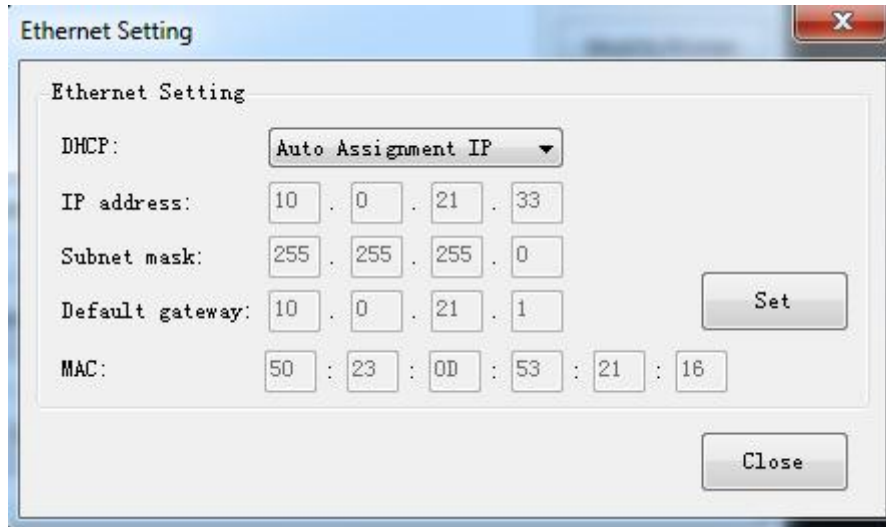 Ethernet Setting
Ethernet Setting
DHCP: Auto Assignment IP
IP address: 10 . 0 . 21 . 33
Subnet mask: 255 . 255 . 255 . 0
Default gateway: 10 . 0 . 21 . 1
Set
MAC: 50 : 23 : 0D : 53 : 21 : 16
Close